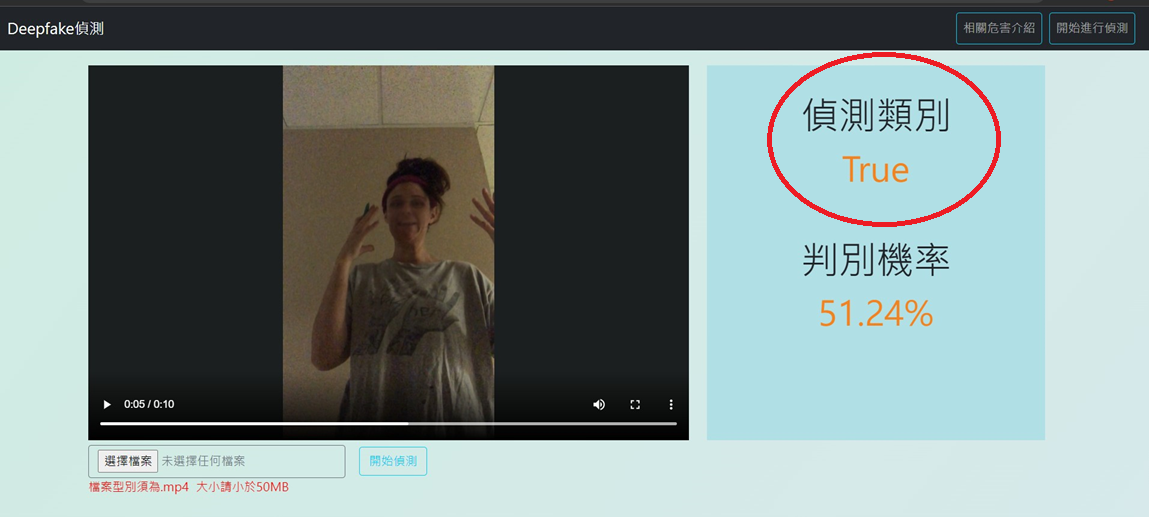 Deepfake偵測
相關危害介紹
開始進行偵測
偵測類別
True
判別機率
51.24%
0:05 / 0:10
選擇檔案 未選擇任何檔案
開始偵測
檔案型別須為.mp4 大小請小於50MB